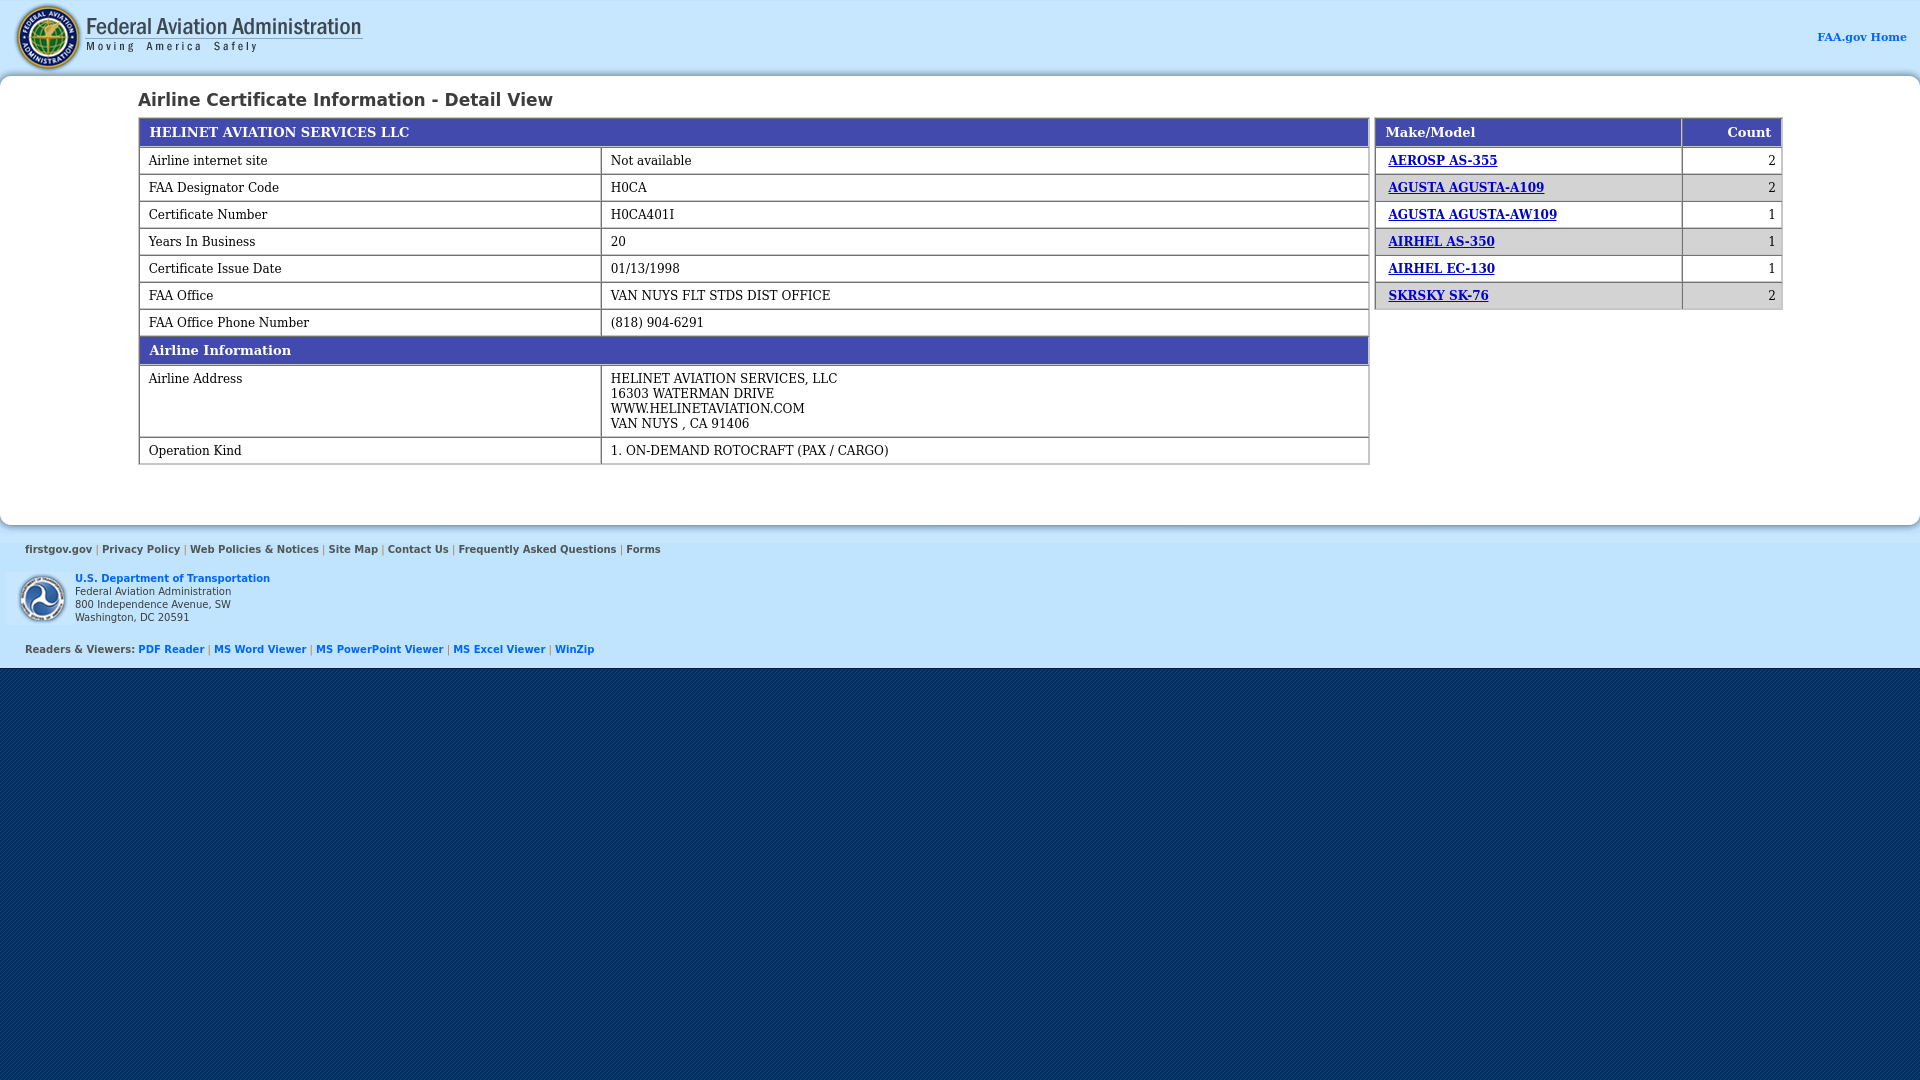 Federal Aviation Administration
Moving America Safely
FAA.gov Home
Airline Certificate Information - Detail View
HELINET AVIATION SERVICES LLC
Airline internet site Not available
FAA Designator Code H0CA
Certificate Number H0CA401I
Years In Business 20
Certificate Issue Date 01/13/1998
FAA Office VAN NUYS FLT STDS DIST OFFICE
FAA Office Phone Number (818) 904-6291
Airline Information
Airline Address HELINET AVIATION SERVICES, LLC
16303 WATERMAN DRIVE
WWW.HELINETAVIATION.COM
VAN NUYS , CA 91406
Operation Kind 1. ON-DEMAND ROTOCRAFT (PAX / CARGO)
Make/Model Count
AEROSP AS-355 2
AGUSTA AGUSTA-A109 2
AGUSTA AGUSTA-AW109 1
AIRHEL AS-350 1
AIRHEL EC-130 1
SKRSKY SK-76 2
firstgov.gov | Privacy Policy | Web Policies & Notices | Site Map | Contact Us | Frequently Asked Questions | Forms
U.S. Department of Transportation
Federal Aviation Administration
800 Independence Avenue, SW
Washington, DC 20591
Readers & Viewers: PDF Reader | MS Word Viewer | MS PowerPoint Viewer | MS Excel Viewer | WinZip